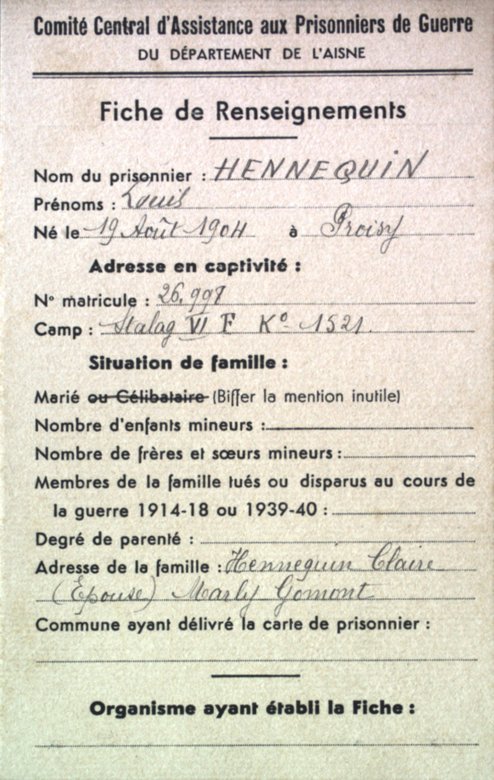 Comité Central d'Assistance aux Prisonniers de Guerre
DU DÉPARTEMENT DE L'AISNE
Fiche de Renseignements
Nom du prisonnier : HENNEQUIN
Prénoms : Louis
Né le 19 Août 1904 à Proisy
Adresse en captivité :
N° matricule : 26.997
Camp : Stalag VI F K° 1521.
Situation de famille :
Marié ou Célibataire (Biffer la mention inutile)
Nombre d'enfants mineurs :
Nombre de frères et sœurs mineurs :
Membres de la famille tués ou disparus au cours de
la guerre 1914-18 ou 1939-40 :
Degré de parenté :
Adresse de la famille : Hennequin Claire
(Épouse) Marly Gomont
Commune ayant délivré la carte de prisonnier :
Organisme ayant établi la Fiche :